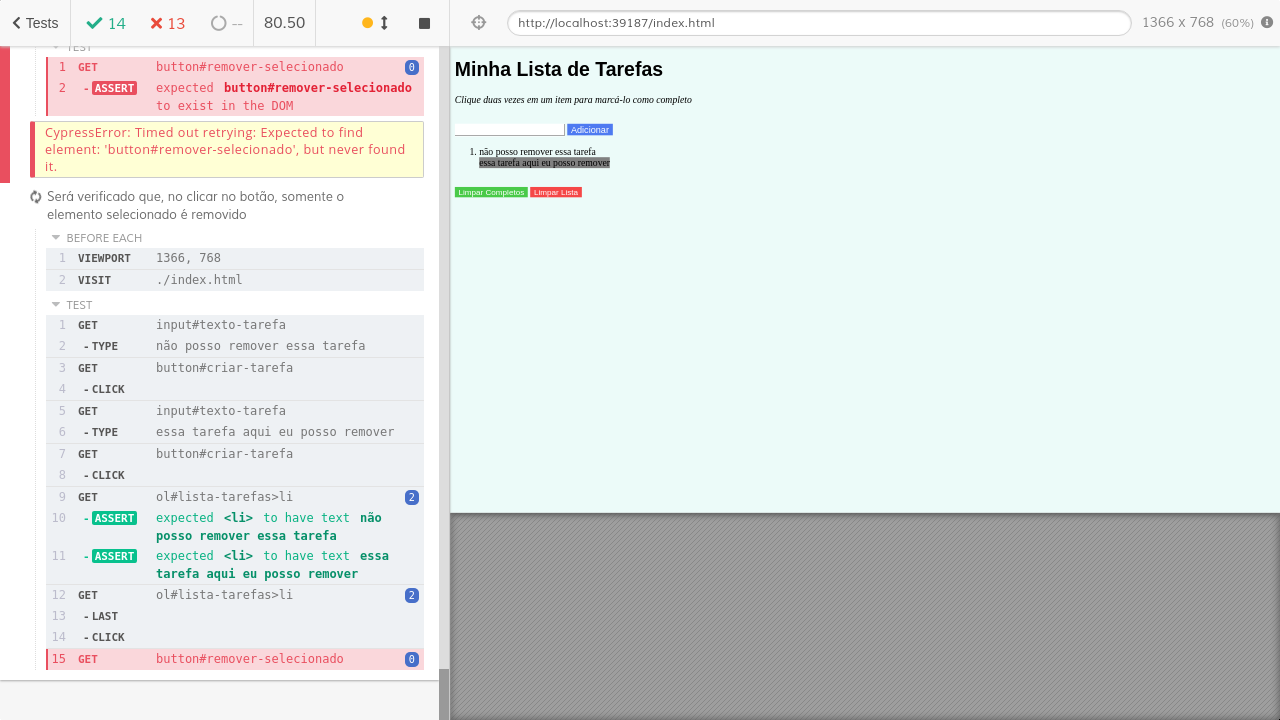 Tests
14
13
--
80.50
http://localhost:39187/index.html
1366 x 768 (60%)
TEST
1 GET button#remover-selecionado 0
2 - ASSERT expected button#remover-selecionado
to exist in the DOM
CypressError: Timed out retrying: Expected to find
element: 'button#remover-selecionado', but never found
it.
Será verificado que, no clicar no botão, somente o
elemento selecionado é removido
BEFORE EACH
1 VIEWPORT 1366, 768
2 VISIT ./index.html
TEST
1 GET input#texto-tarefa
2 - TYPE não posso remover essa tarefa
3 GET button#criar-tarefa
4 - CLICK
5 GET input#texto-tarefa
6 - TYPE essa tarefa aqui eu posso remover
7 GET button#criar-tarefa
8 - CLICK
9 GET ol#lista-tarefas>li 2
10 - ASSERT expected <li> to have text não
posso remover essa tarefa
11 - ASSERT expected <li> to have text essa
tarefa aqui eu posso remover
12 GET ol#lista-tarefas>li 2
13 - LAST
14 - CLICK
15 GET button#remover-selecionado 0
Minha Lista de Tarefas
Clique duas vezes em um item para marcá-lo como completo
Adicionar
1. não posso remover essa tarefa
essa tarefa aqui eu posso remover
Limpar Completos Limpar Lista